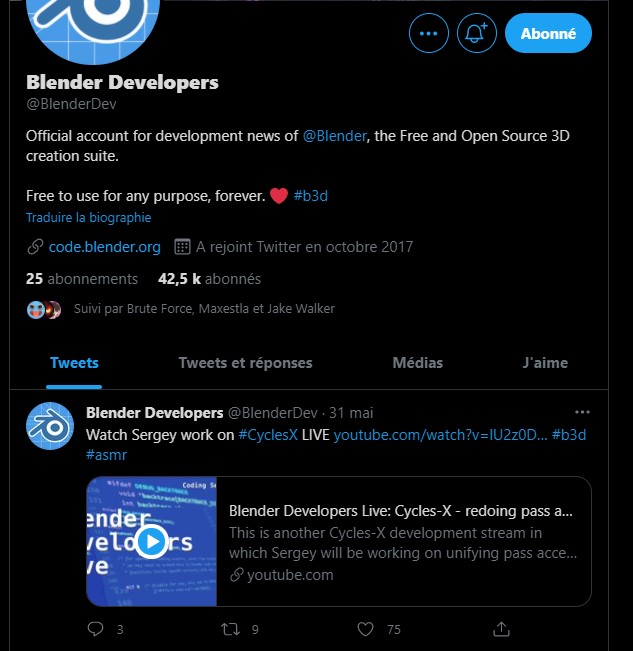 Abonné
Blender Developers
@BlenderDev
Official account for development news of @Blender, the Free and Open Source 3D
creation suite.
Free to use for any purpose, forever. ❤️ #b3d
Traduire la biographie
code.blender.org A rejoint Twitter en octobre 2017
25 abonnements 42,5 k abonnés
Suivi par Brute Force, Maxestla et Jake Walker
Tweets Tweets et réponses Médias J'aime
Blender Developers @BlenderDev · 31 mai
Watch Sergey work on #CyclesX LIVE youtube.com/watch?v=IU2z0D... #b3d
#asmr
Coding Se
ender
velopers
ve
Blender Developers Live: Cycles-X - redoing pass a...
This is another Cycles-X development stream in
which Sergey will be working on unifying pass acce...
youtube.com
3 9 75